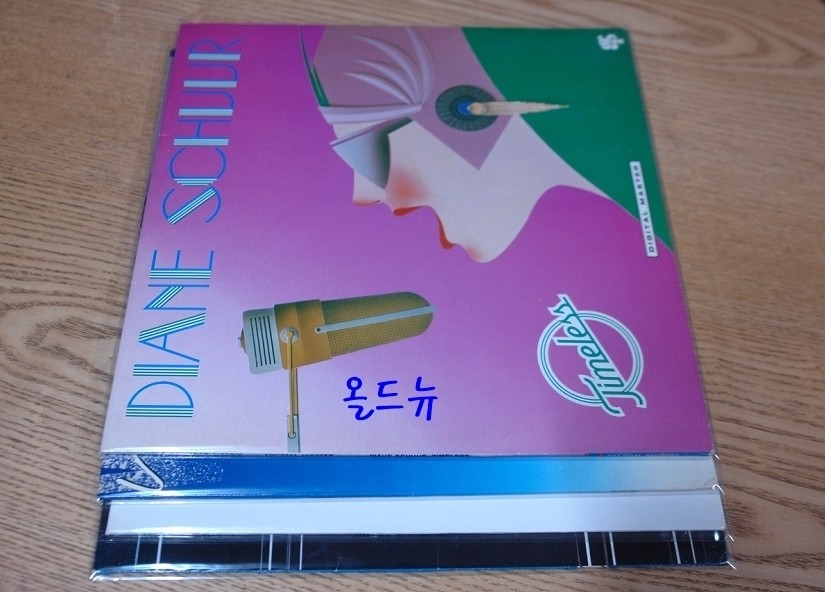 DIANE SCHUUR
DIGITAL MASTER
Timeless
올드뉴